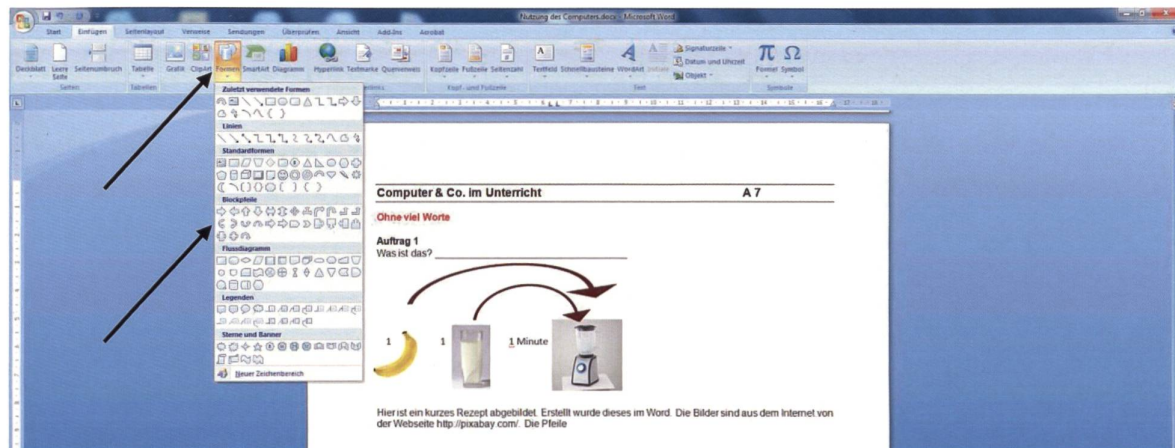 Nutzung des Computers.docx - Microsoft Word
Start Einfügen Seitenlayout Verweise Sendungen Überprüfen Ansicht Add-Ins Acrobat
Deckblatt Leere Seite Seitenumbruch Tabelle Grafik ClipArt Formen SmartArt Diagramm Hyperlink Textmarke Querverweis Kopfzeile Fußzeile Seitenzahl Textfeld Schnellbausteine WordArt Initiale Signaturzeile Datum und Uhrzeit Objekt Formel Symbol
Seiten Tabellen Kopf- und Fußzeile Text Symbole
Zuletzt verwendete Formen
Linien
Standardformen
Blockpfeile
Flussdiagramm
Legenden
Sterne und Banner
Neuer Zeichenbereich
Computer & Co. im Unterricht A 7
Ohne viel Worte
Auftrag 1
Was ist das?
1 1 1 Minute
Hier ist ein kurzes Rezept abgebildet. Erstellt wurde dieses im Word. Die Bilder sind aus dem Internet von
der Webseite http://pixabay.com/. Die Pfeile